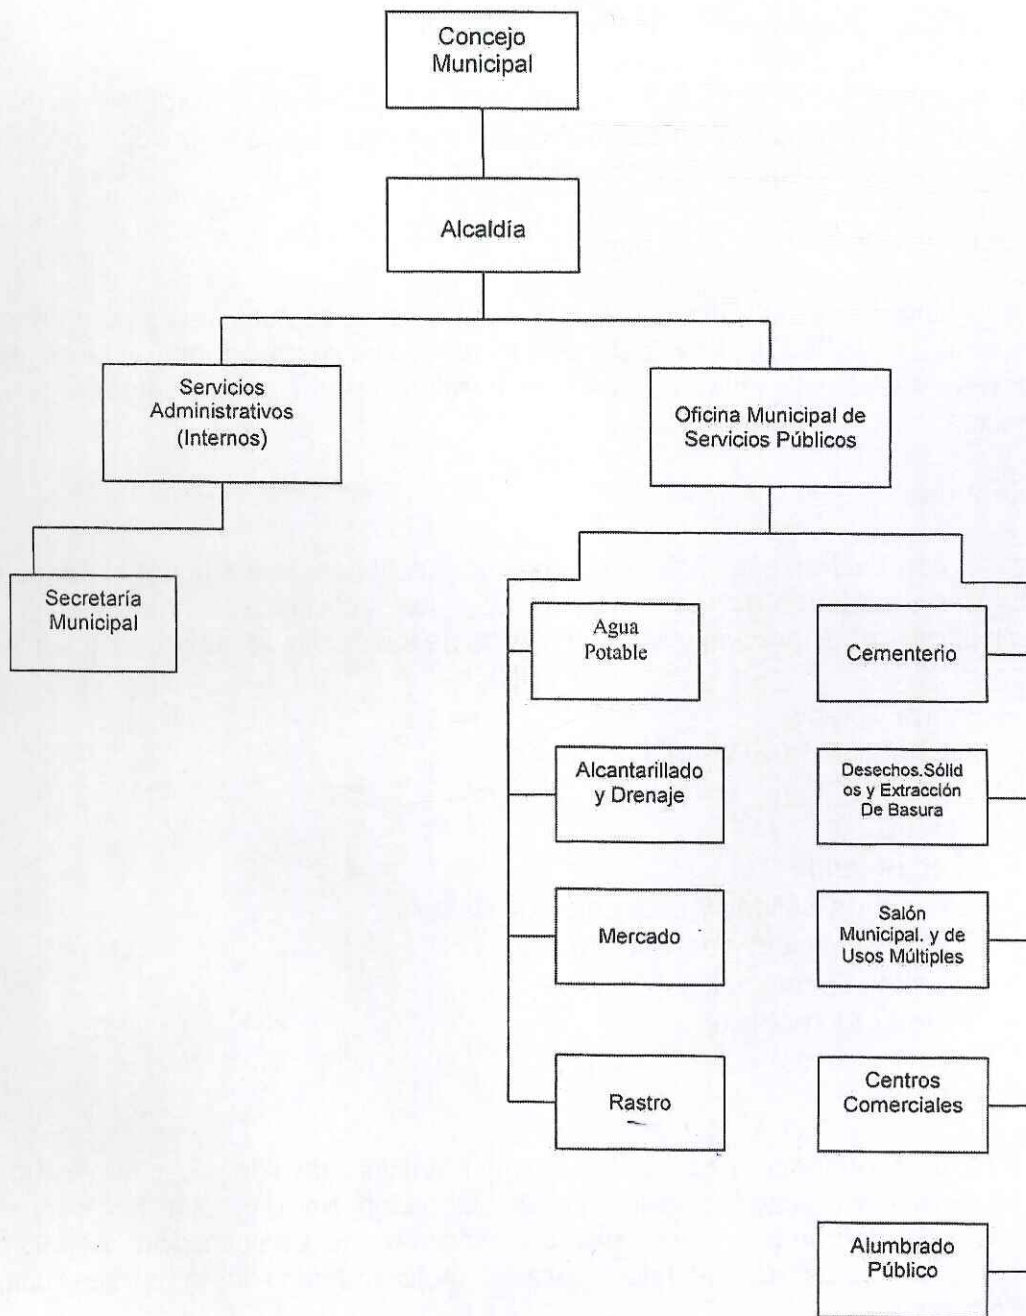 Concejo
Municipal
Alcaldía
Servicios
Administrativos
(Internos)
Oficina Municipal de
Servicios Públicos
Secretaría
Municipal
Agua
Potable
Cementerio
Alcantarillado
y Drenaje
Desechos.Sólid
os y Extracción
De Basura
Mercado
Salón
Municipal. y de
Usos Múltiples
Rastro
Centros
Comerciales
Alumbrado
Público